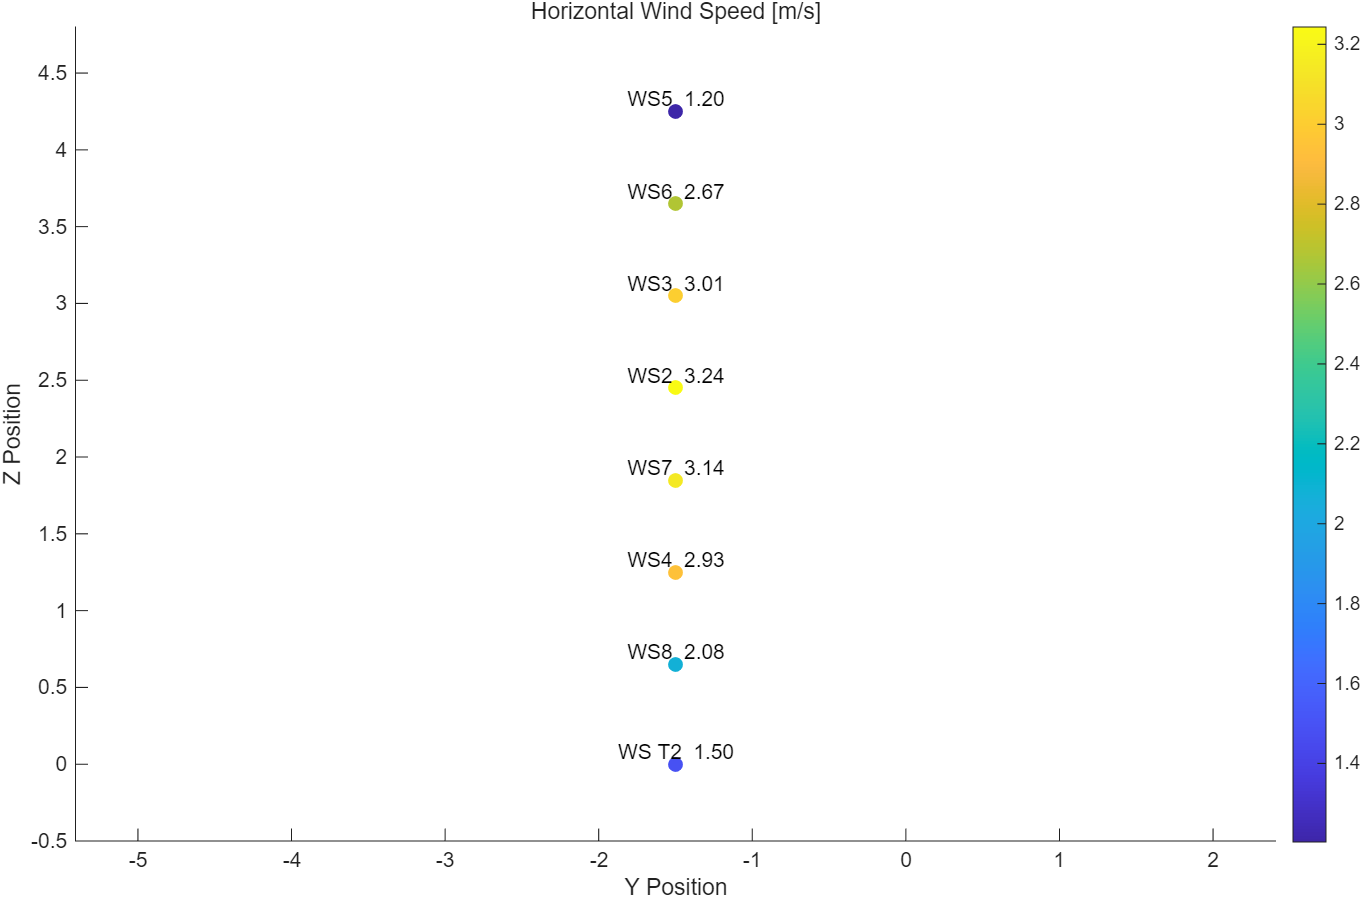 Horizontal Wind Speed [m/s]
4.5
4
3.5
3
2.5
2
1.5
1
0.5
0
-0.5
Z Position
WS5 1.20
WS6 2.67
WS3 3.01
WS2 3.24
WS7 3.14
WS4 2.93
WS8 2.08
WS T2 1.50
-5 -4 -3 -2 -1 0 1 2
Y Position
3.2
3
2.8
2.6
2.4
2.2
2
1.8
1.6
1.4